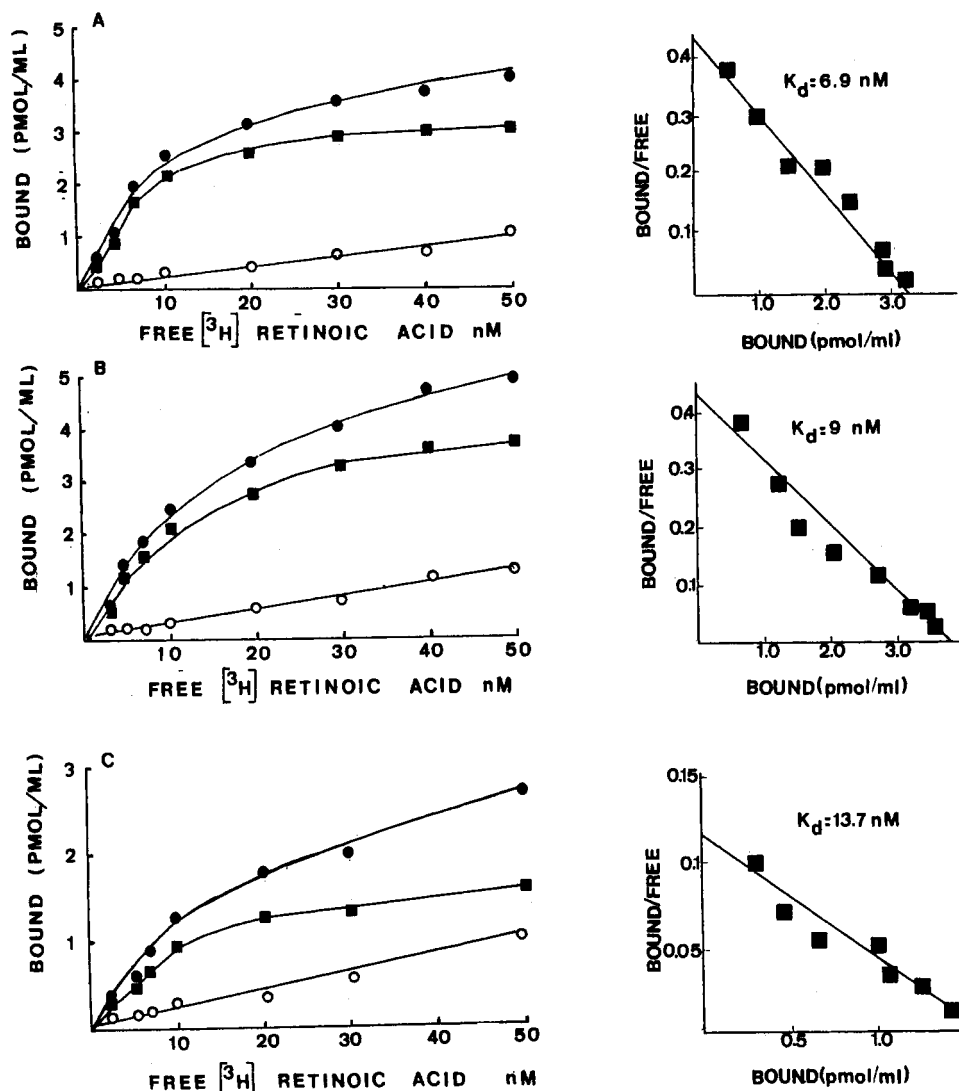 A
BOUND (PMOL/ML)
5
4
3
2
1
10 20 30 40 50
FREE [³H] RETINOIC ACID nM
BOUND/FREE
0.4
0.3
0.2
0.1
K_d=6.9 nM
1.0 2.0 3.0
BOUND(pmol/ml)
B
BOUND (PMOL/ML)
5
4
3
2
1
10 20 30 40 50
FREE [³H] RETINOIC ACID nM
BOUND/FREE
0.4
0.3
0.2
0.1
K_d=9 nM
1.0 2.0 3.0
BOUND(pmol/ml)
C
BOUND (PMOL/ML)
3
2
1
10 20 30 40 50
FREE [³H] RETINOIC ACID nM
BOUND/FREE
0.15
0.1
0.05
K_d=13.7 nM
0.5 1.0
BOUND(pmol/ml)